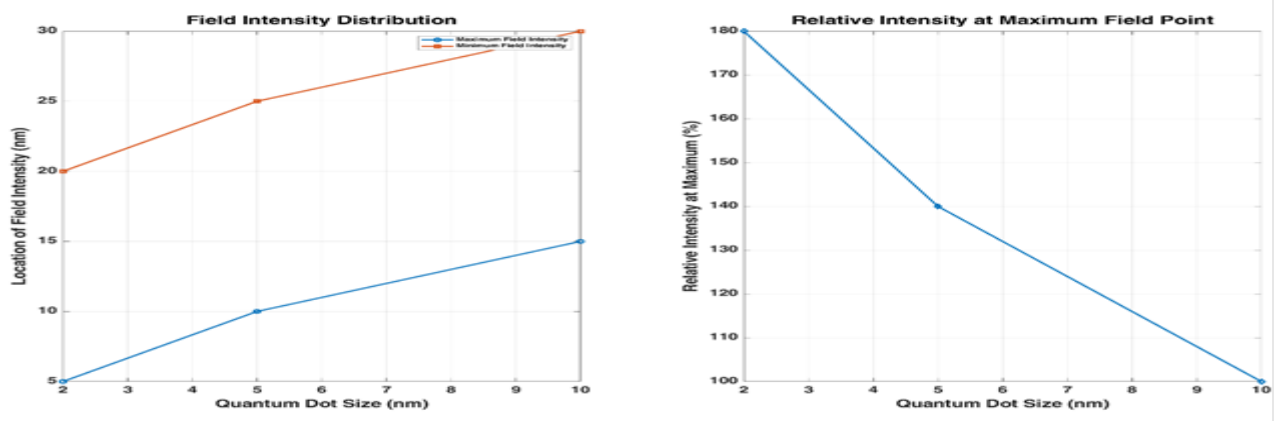 Field Intensity Distribution
30
25
20
15
10
5
2 3 4 5 6 7 8 9 10
Location of Field Intensity (nm)
Quantum Dot Size (nm)
Maximum Field Intensity
Minimum Field Intensity
Relative Intensity at Maximum Field Point
180
170
160
150
140
130
120
110
100
2 3 4 5 6 7 8 9 10
Relative Intensity at Maximum (%)
Quantum Dot Size (nm)